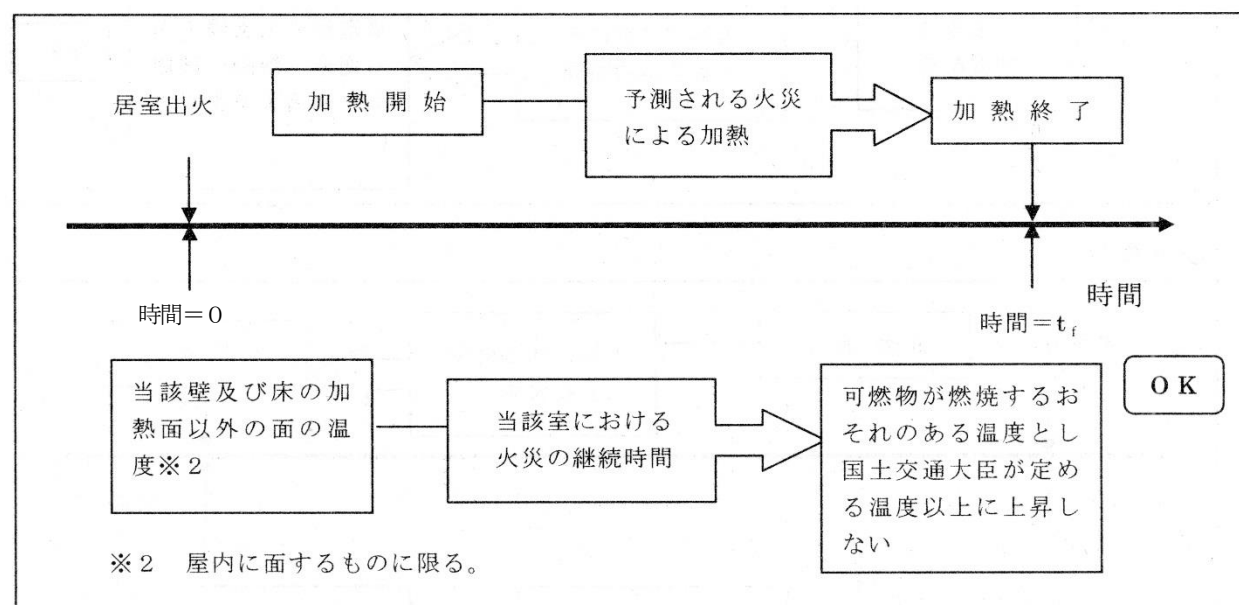 居室出火
加熱開始
予測される火災
による加熱
加熱終了
時間＝0
時間
時間＝tf
当該壁及び床の加
熱面以外の面の温
度※2
当該室における
火災の継続時間
可燃物が燃焼するお
それのある温度とし
国土交通大臣が定め
る温度以上に上昇し
ない
OK
※2　屋内に面するものに限る。